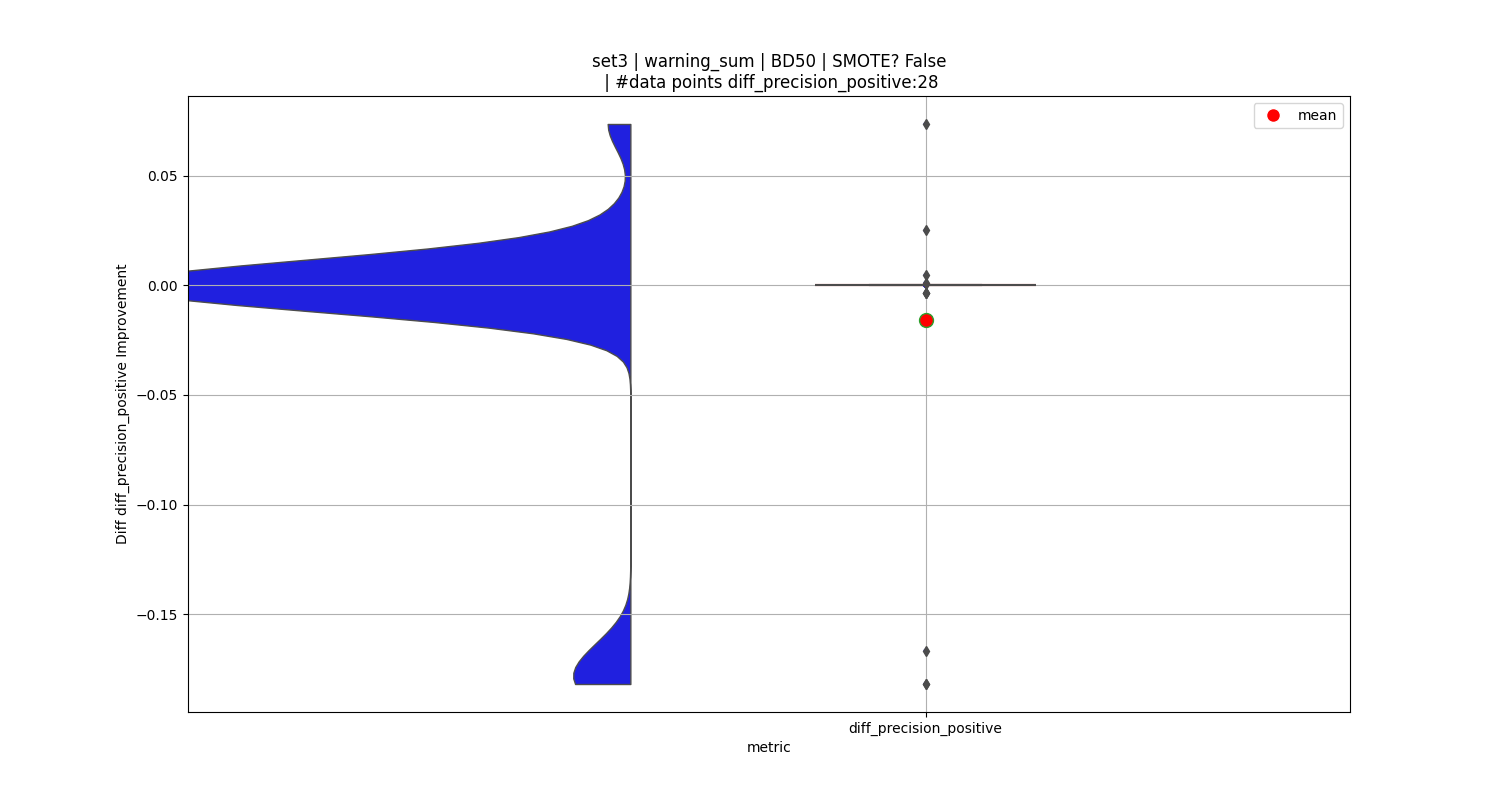 set3 | warning_sum | BD50 | SMOTE? False
| #data points diff_precision_positive:28
mean
0.05
0.00
−0.05
−0.10
−0.15
Diff diff_precision_positive Improvement
diff_precision_positive
metric